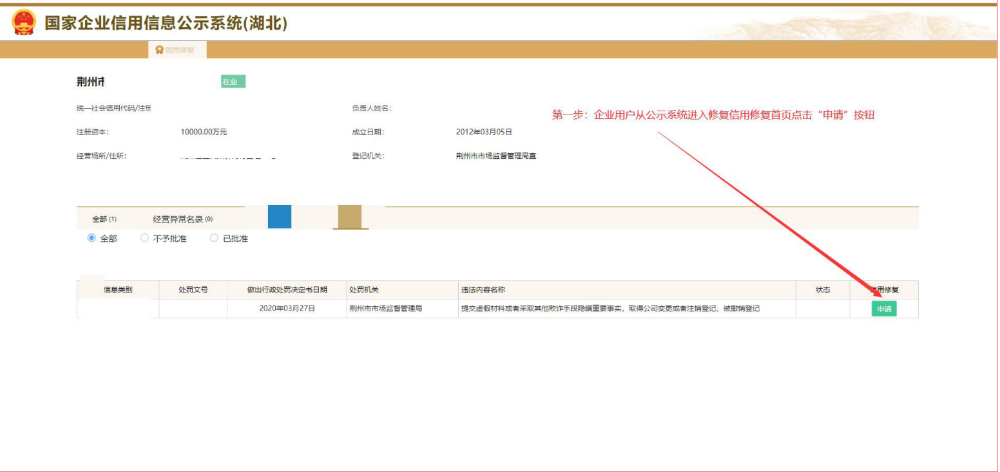 国家企业信用信息公示系统(湖北)
信用修复
荆州市 在业
统一社会信用代码/注册 负责人姓名：
第一步：企业用户从公示系统进入修复信用修复首页点击“申请”按钮
注册资本： 10000.00万元 成立日期： 2012年03月05日
经营场所/住所： 登记机关： 荆州市市场监督管理局直
全部 (1) 经营异常名录 (0)
全部 不予批准 已批准
信息类别 处罚文号 做出行政处罚决定书日期 处罚机关 违法内容名称 状态 信用修复
2020年03月27日 荆州市市场监督管理局 提交虚假材料或者采取其他欺诈手段隐瞒重要事实，取得公司变更或者注销登记，被撤销登记 申请